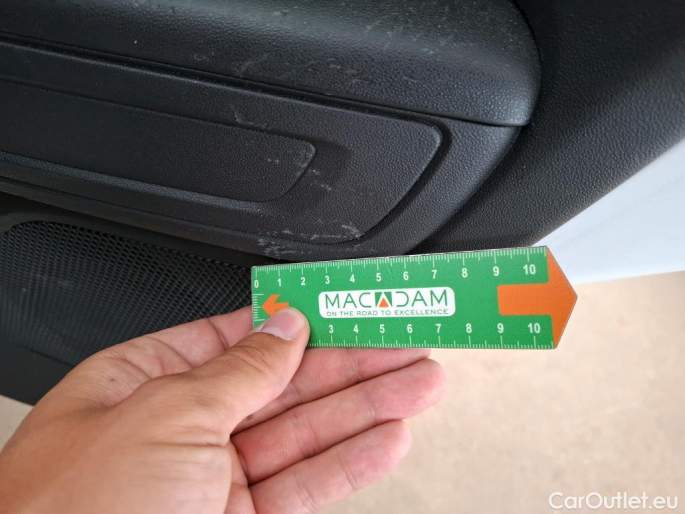 0 1 2 3 4 5 6 7 8 9 10
MACADAM
ON THE ROAD TO EXCELLENCE
3 4 5 6 7 8 9 10
CarOutlet.eu